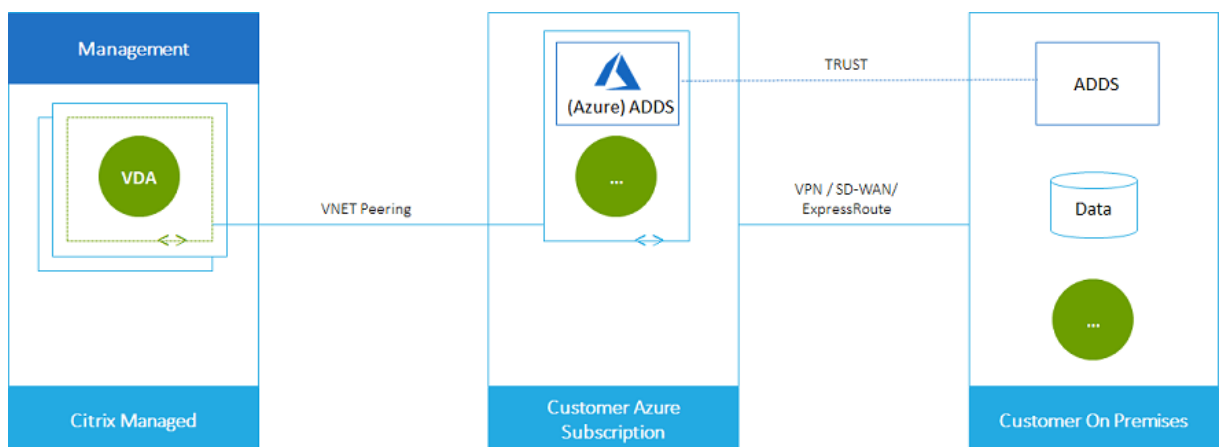 Management
VDA
Citrix Managed
VNET Peering
(Azure) ADDS
...
Customer Azure
Subscription
TRUST
VPN / SD-WAN/
ExpressRoute
ADDS
Data
...
Customer On Premises